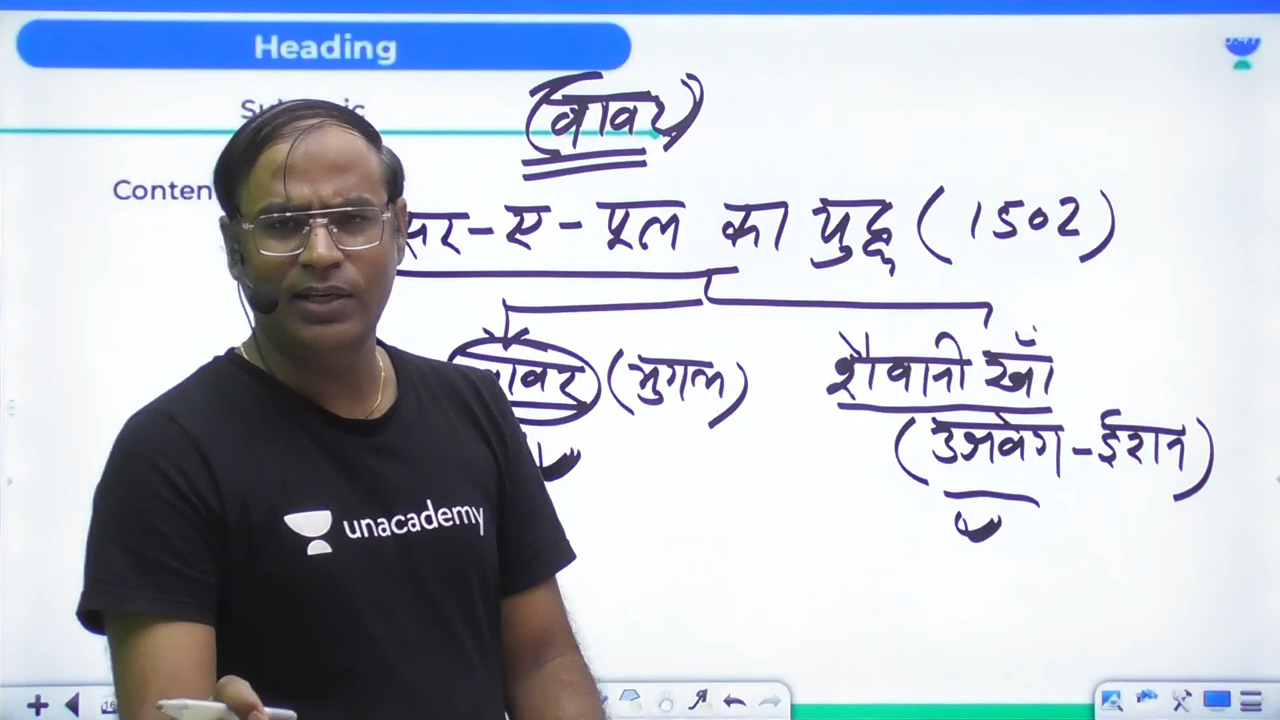 Heading
(बाबर)
Conten
सर-ए-पूल का युद्ध (1502)
(मुगल) शैबानी खाँ
(उजबेग-ईरान)
unacademy